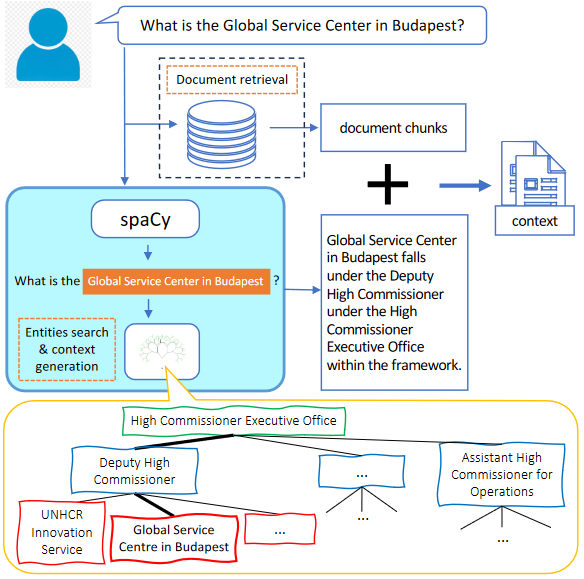 What is the Global Service Center in Budapest?
Document retrieval
document chunks
context
spaCy
What is the Global Service Center in Budapest ?
Entities search
& context
generation
Global Service Center
in Budapest falls
under the Deputy
High Commissioner
under the High
Commissioner
Executive Office
within the framework.
High Commissioner Executive Office
Deputy High
Commissioner
...
Assistant High
Commissioner for
Operations
UNHCR
Innovation
Service
Global Service
Centre in Budapest
...
...
...